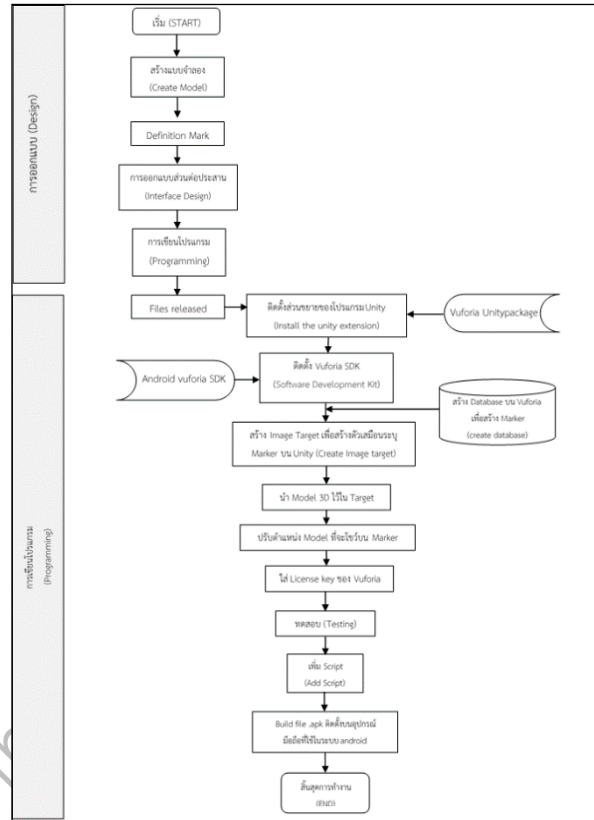 การออกแบบ (Design)
เริ่ม (START)
สร้างแบบจำลอง
(Create Model)
Definition Mark
การออกแบบส่วนต่อประสาน
(Interface Design)
การเขียนโปรแกรม
(Programming)
การเขียนโปรแกรม
(Programming)
Files released
ติดตั้งส่วนขยายของโปรแกรม Unity
(Install the unity extension)
Vuforia Unitypackage
Android vuforia SDK
ติดตั้ง Vuforia SDK
(Software Development Kit)
สร้าง Database บน Vuforia
เพื่อสร้าง Marker
(create database)
สร้าง Image Target เพื่อสร้างตัวเสมือนระบุ
Marker บน Unity (Create Image target)
นำ Model 3D ไว้ใน Target
ปรับตำแหน่ง Model ที่จะโชว์บน Marker
ใส่ License key ของ Vuforia
ทดสอบ (Testing)
เพิ่ม Script
(Add Script)
Build file .apk ติดตั้งบนอุปกรณ์
มือถือที่ใช้ในระบบ android
สิ้นสุดการทำงาน
(END)